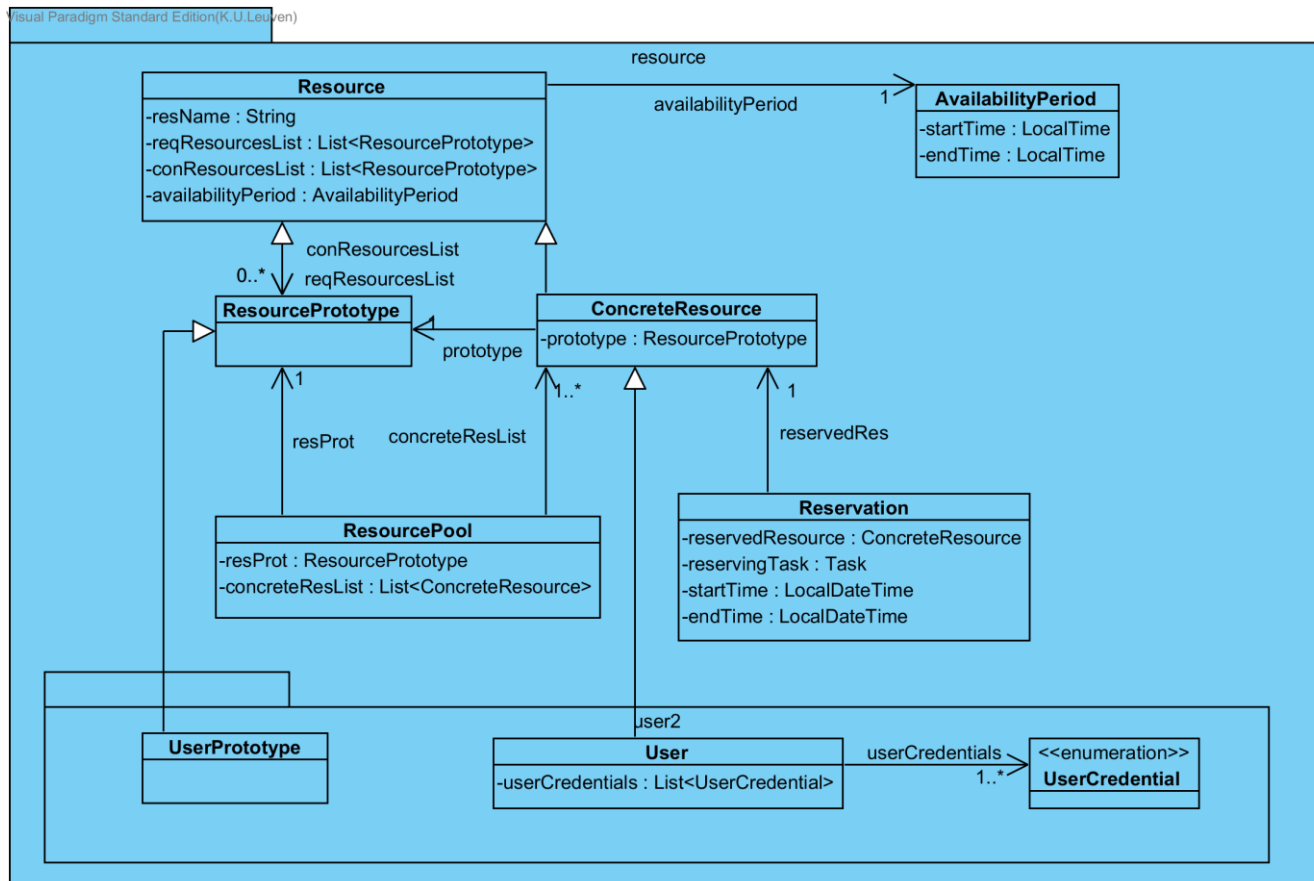 Visual Paradigm Standard Edition(K.U.Leuven)
resource
Resource
-resName : String
-reqResourcesList : List<ResourcePrototype>
-conResourcesList : List<ResourcePrototype>
-availabilityPeriod : AvailabilityPeriod
availabilityPeriod
1
AvailabilityPeriod
-startTime : LocalTime
-endTime : LocalTime
conResourcesList
0..*
reqResourcesList
ResourcePrototype
1
prototype
ConcreteResource
-prototype : ResourcePrototype
1
resProt
1..*
concreteResList
1
reservedRes
ResourcePool
-resProt : ResourcePrototype
-concreteResList : List<ConcreteResource>
Reservation
-reservedResource : ConcreteResource
-reservingTask : Task
-startTime : LocalDateTime
-endTime : LocalDateTime
user2
UserPrototype
User
-userCredentials : List<UserCredential>
userCredentials
1..*
<<enumeration>>
UserCredential